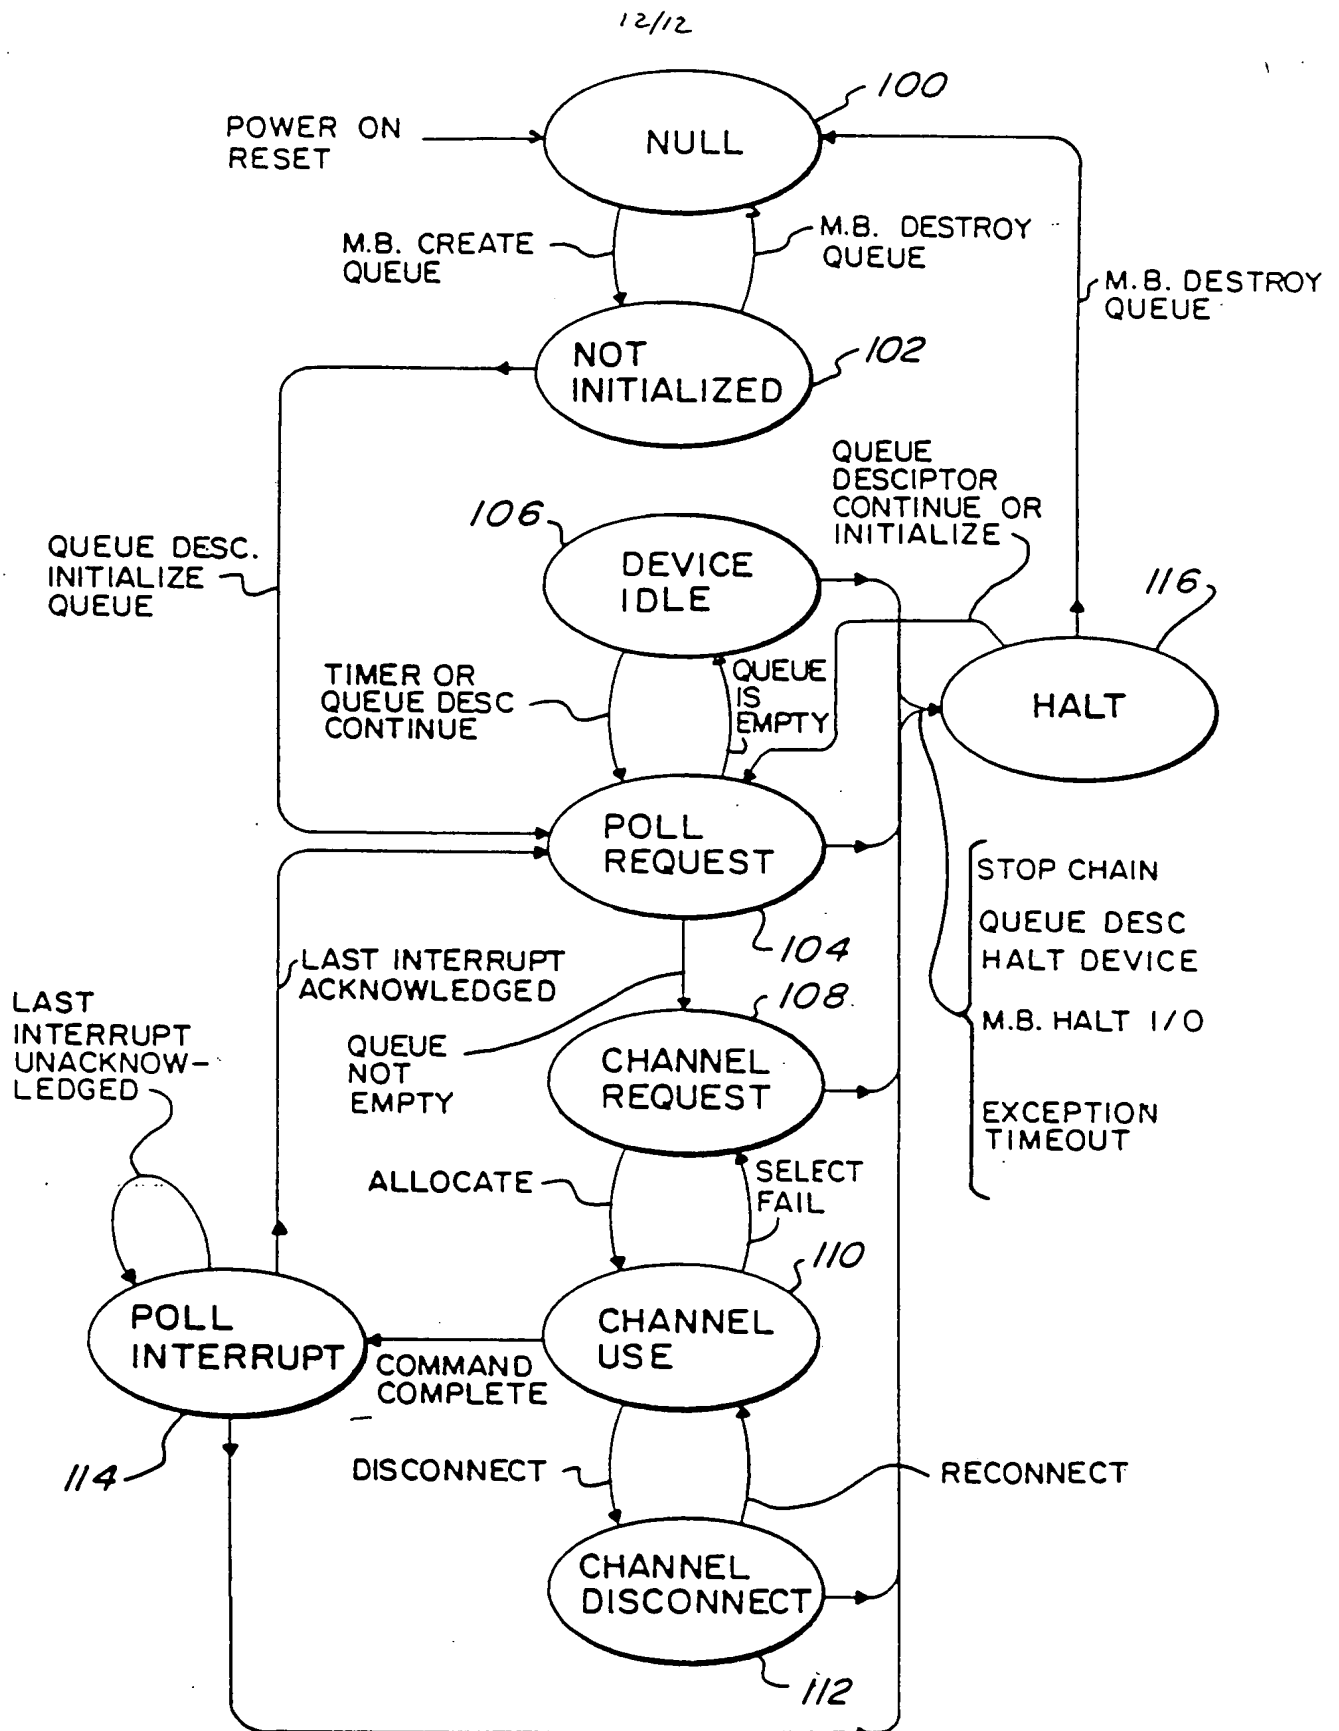 12/12
100
POWER ON
RESET
NULL
M.B. CREATE
QUEUE
M.B. DESTROY
QUEUE
M.B. DESTROY
QUEUE
NOT
INITIALIZED
102
QUEUE
DESCIPTOR
CONTINUE OR
INITIALIZE
106
QUEUE DESC.
INITIALIZE
QUEUE
DEVICE
IDLE
116
TIMER OR
QUEUE DESC
CONTINUE
QUEUE
IS
EMPTY
HALT
POLL
REQUEST
104
STOP CHAIN
QUEUE DESC
HALT DEVICE
M.B. HALT I/O
EXCEPTION
TIMEOUT
LAST INTERRUPT
ACKNOWLEDGED
108
LAST
INTERRUPT
UNACKNOW-
LEDGED
QUEUE
NOT
EMPTY
CHANNEL
REQUEST
ALLOCATE
SELECT
FAIL
110
POLL
INTERRUPT
CHANNEL
USE
COMMAND
COMPLETE
114
DISCONNECT
RECONNECT
CHANNEL
DISCONNECT
112